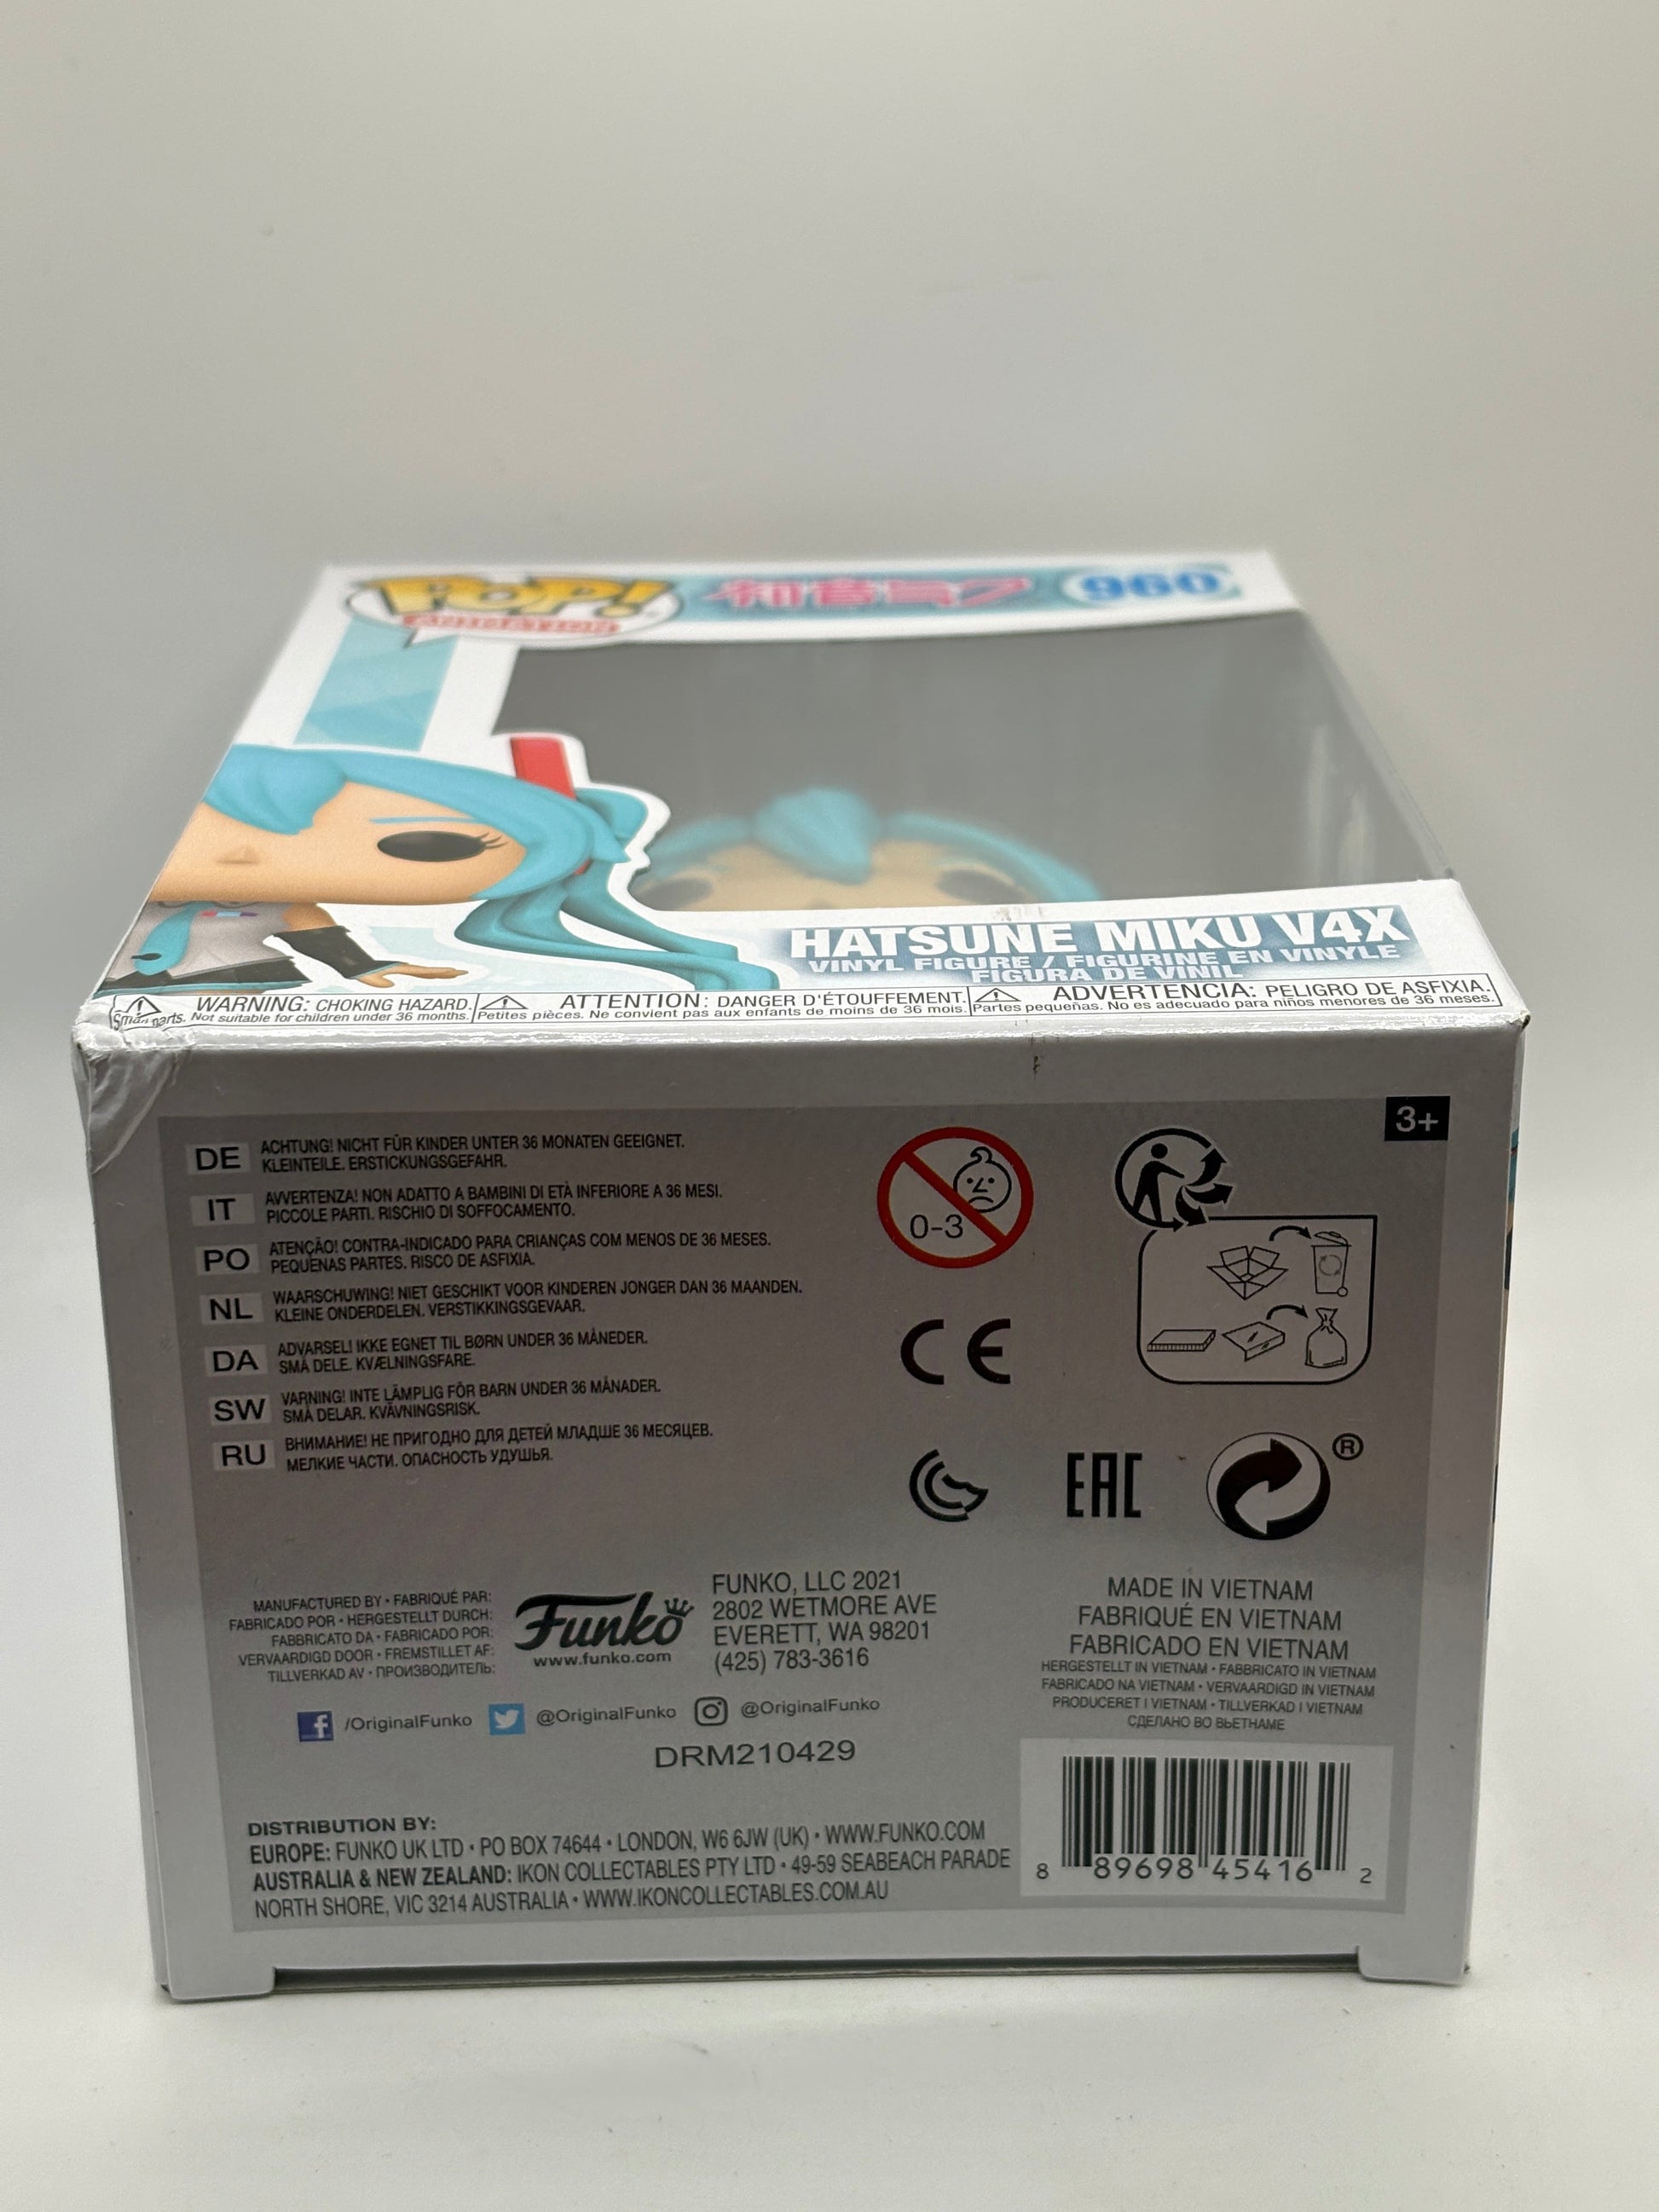 POP!
ANIMATION
初音ミク
960
HATSUNE MIKU V4X
VINYL FIGURE / FIGURINE EN VINYLE
FIGURA DE VINIL
WARNING: CHOKING HAZARD.
Small parts. Not suitable for children under 36 months.
ATTENTION: DANGER D'ÉTOUFFEMENT.
Petites pièces. Ne convient pas aux enfants de moins de 36 mois.
ADVERTENCIA: PELIGRO DE ASFIXIA.
Partes pequeñas. No es adecuado para niños menores de 36 meses.
3+
DE ACHTUNG! NICHT FÜR KINDER UNTER 36 MONATEN GEEIGNET.
KLEINTEILE. ERSTICKUNGSGEFAHR.
IT AVVERTENZA! NON ADATTO A BAMBINI DI ETÀ INFERIORE A 36 MESI.
PICCOLE PARTI. RISCHIO DI SOFFOCAMENTO.
PO ATENÇÃO! CONTRA-INDICADO PARA CRIANÇAS COM MENOS DE 36 MESES.
PEQUENAS PARTES. RISCO DE ASFIXIA.
NL WAARSCHUWING! NIET GESCHIKT VOOR KINDEREN JONGER DAN 36 MAANDEN.
KLEINE ONDERDELEN. VERSTIKKINGSGEVAAR.
DA ADVARSEL! IKKE EGNET TIL BØRN UNDER 36 MÅNEDER.
SMÅ DELE. KVÆLNINGSFARE.
SW VARNING! INTE LÄMPLIG FÖR BARN UNDER 36 MÅNADER.
SMÅ DELAR. KVÄVNINGSRISK.
RU ВНИМАНИЕ! НЕ ПРИГОДНО ДЛЯ ДЕТЕЙ МЛАДШЕ 36 МЕСЯЦЕВ.
МЕЛКИЕ ЧАСТИ. ОПАСНОСТЬ УДУШЬЯ.
0-3
CE
EAC
®
MANUFACTURED BY • FABRIQUÉ PAR:
FABRICADO POR • HERGESTELLT DURCH:
FABBRICATO DA • FABRICADO POR:
VERVAARDIGD DOOR • FREMSTILLET AF:
TILLVERKAD AV • ПРОИЗВОДИТЕЛЬ:
Funko
www.funko.com
FUNKO, LLC 2021
2802 WETMORE AVE
EVERETT, WA 98201
(425) 783-3616
MADE IN VIETNAM
FABRIQUÉ EN VIETNAM
FABRICADO EN VIETNAM
HERGESTELLT IN VIETNAM • FABBRICATO IN VIETNAM
FABRICADO NA VIETNAM • VERVAARDIGD IN VIETNAM
PRODUCERET I VIETNAM • TILLVERKAD I VIETNAM
СДЕЛАНО ВО ВЬЕТНАМЕ
/OriginalFunko @OriginalFunko @OriginalFunko
DRM210429
DISTRIBUTION BY:
EUROPE: FUNKO UK LTD • PO BOX 74644 • LONDON, W6 6JW (UK) • WWW.FUNKO.COM
AUSTRALIA & NEW ZEALAND: IKON COLLECTABLES PTY LTD • 49-59 SEABEACH PARADE
NORTH SHORE, VIC 3214 AUSTRALIA • WWW.IKONCOLLECTABLES.COM.AU
8 89698 45416 2